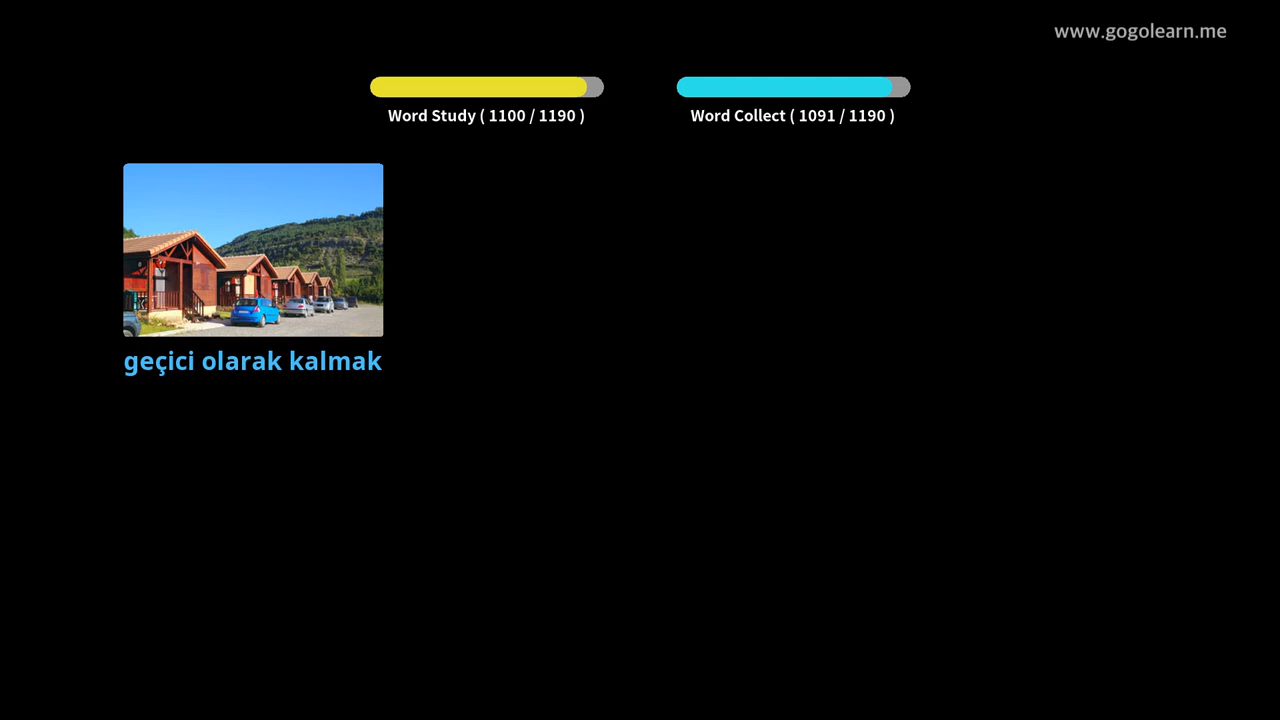 www.gogolearn.me
Word Study ( 1100 / 1190 )
Word Collect ( 1091 / 1190 )
geçici olarak kalmak